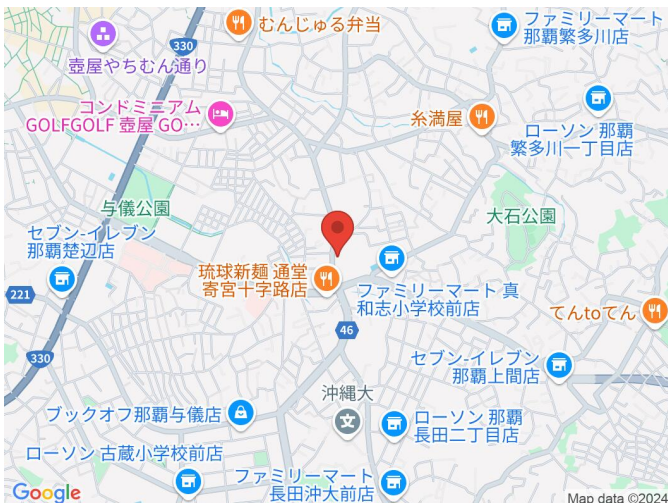 ファミリーマート
那覇繁多川店
むんじゅる弁当
330
壺屋やちむん通り
コンドミニアム
GOLFGOLF 壺屋 GO…
糸満屋
ローソン 那覇
繁多川一丁目店
与儀公園
大石公園
セブン-イレブン
那覇楚辺店
琉球新麺 通堂
寄宮十字路店
ファミリーマート 真
和志小学校前店
221
てんtoてん
46
330
セブン-イレブン
那覇上間店
沖縄大
ブックオフ那覇与儀店
ローソン 那覇
長田二丁目店
ローソン 古蔵小学校前店
ファミリーマート
長田沖大前店
Google
Map data ©2024